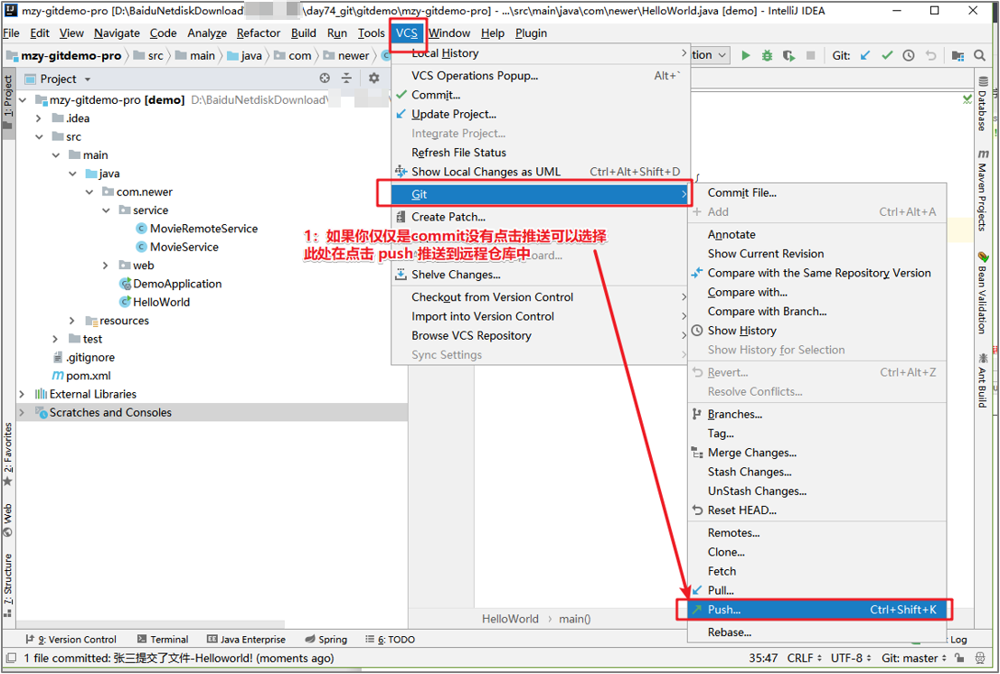 mzy-gitdemo-pro [D:\BaiduNetdiskDownload\ \day74_git\gitdemo\mzy-gitdemo-pro] - ...\src\main\java\com\newer\HelloWorld.java [demo] - IntelliJ IDEA
File Edit View Navigate Code Analyze Refactor Build Run Tools VCS Window Help Plugin
mzy-gitdemo-pro src main java com newer
Git:
Project
mzy-gitdemo-pro [demo] D:\BaiduNetdiskDownload\
.idea
src
main
java
com.newer
service
MovieRemoteService
MovieService
web
DemoApplication
HelloWorld
resources
test
.gitignore
pom.xml
External Libraries
Scratches and Consoles
1: Project
2: Favorites
Web
7: Structure
Local History
VCS Operations Popup... Alt+`
Commit...
Update Project...
Integrate Project...
Refresh File Status
Show Local Changes as UML Ctrl+Alt+Shift+D
Git
Create Patch...
1：如果你仅仅是commit没有点击推送可以选择
此处在点击 push 推送到远程仓库中
Shelve Changes...
Checkout from Version Control
Import into Version Control
Browse VCS Repository
Sync Settings
Commit File...
Add Ctrl+Alt+A
Annotate
Show Current Revision
Compare with the Same Repository Version
Compare with...
Compare with Branch...
Show History
Show History for Selection
Revert... Ctrl+Alt+Z
Resolve Conflicts...
Branches...
Tag...
Merge Changes...
Stash Changes...
UnStash Changes...
Reset HEAD...
Remotes...
Clone...
Fetch
Pull...
Push... Ctrl+Shift+K
Rebase...
Database
Maven Projects
Bean Validation
Ant Build
HelloWorld › main()
9: Version Control Terminal Java Enterprise Spring 6: TODO Log
1 file committed: 张三提交了文件-Helloworld! (moments ago) 35:47 CRLF UTF-8 Git: master